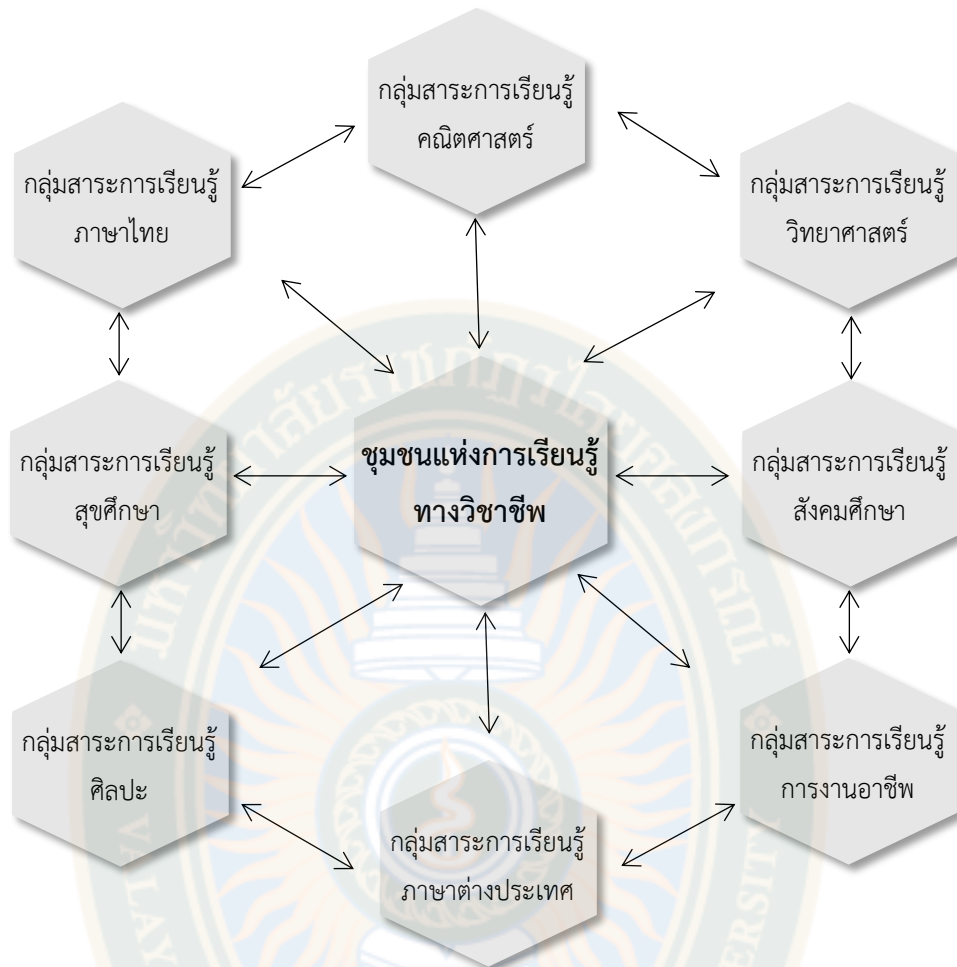 กลุ่มสาระการเรียนรู้
คณิตศาสตร์
กลุ่มสาระการเรียนรู้
ภาษาไทย
กลุ่มสาระการเรียนรู้
วิทยาศาสตร์
กลุ่มสาระการเรียนรู้
สุขศึกษา
ชุมชนแห่งการเรียนรู้
ทางวิชาชีพ
กลุ่มสาระการเรียนรู้
สังคมศึกษา
กลุ่มสาระการเรียนรู้
ศิลปะ
กลุ่มสาระการเรียนรู้
การงานอาชีพ
กลุ่มสาระการเรียนรู้
ภาษาต่างประเทศ